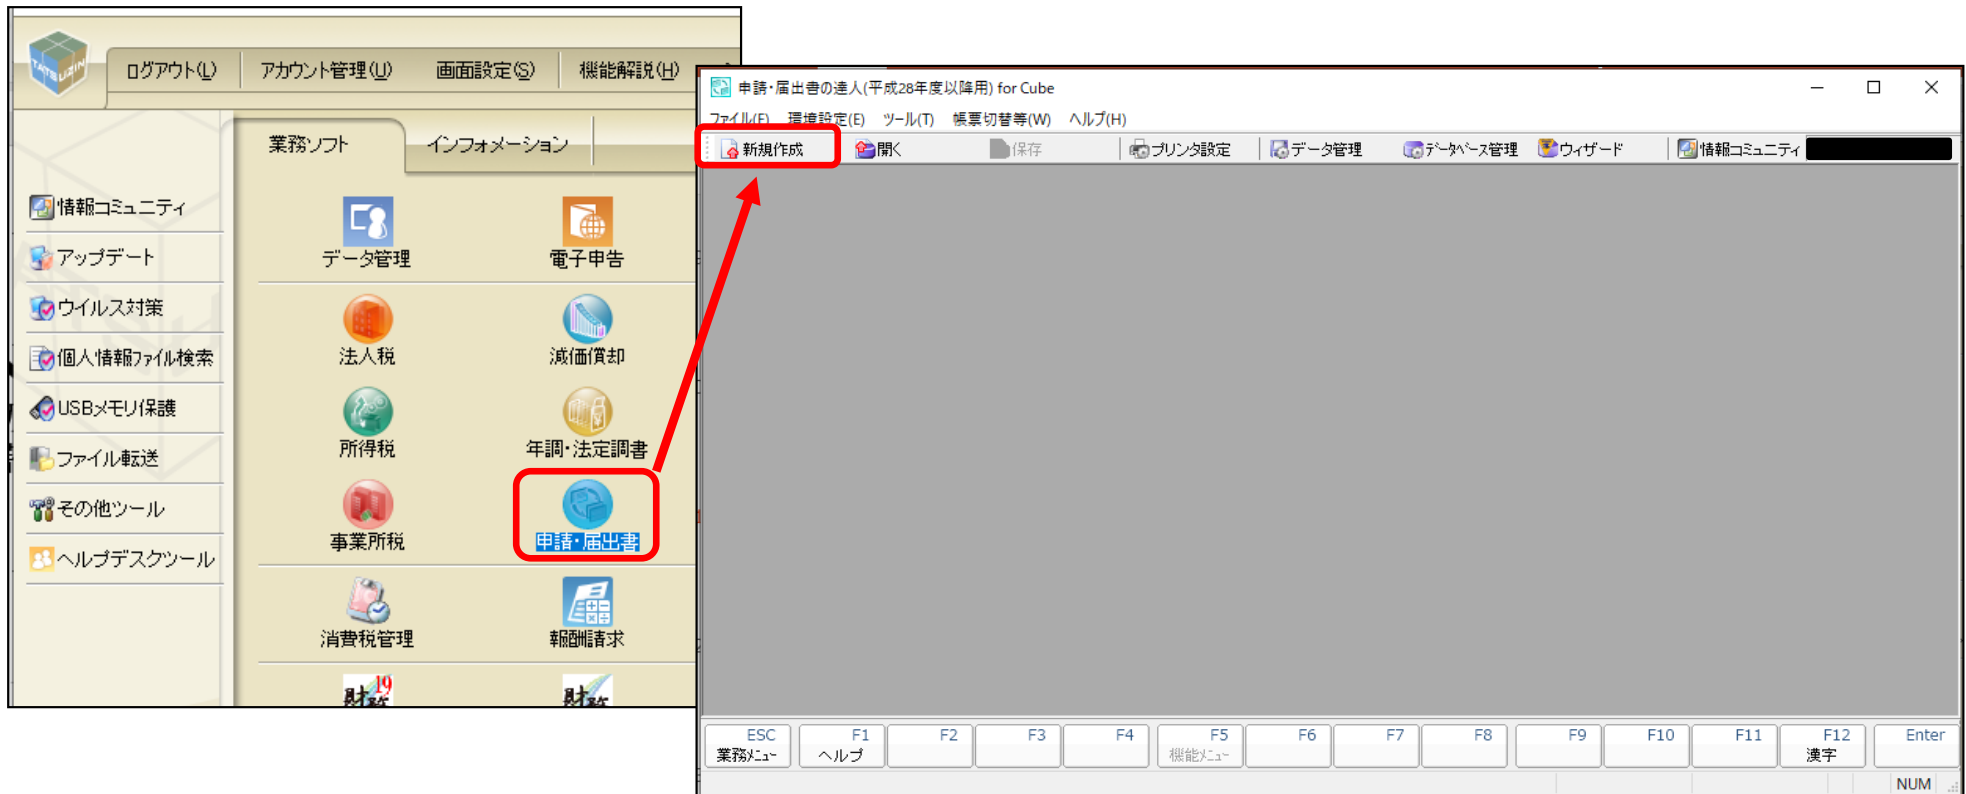 TATSUZIN
ログアウト(L)
アカウント管理(U)
画面設定(S)
機能解説(H)
業務ソフト
インフォメーション
情報コミュニティ
アップデート
ウイルス対策
個人情報ファイル検索
USBメモリ保護
ファイル転送
その他ツール
ヘルプデスクツール
データ管理
電子申告
法人税
減価償却
所得税
年調・法定調書
事業所税
申請・届出書
消費税管理
報酬請求
財務 19
財務
申請・届出書の達人(平成28年度以降用) for Cube
ファイル(F) 環境設定(E) ツール(T) 帳票切替等(W) ヘルプ(H)
新規作成 開く 保存 プリンタ設定 データ管理 データベース管理 ウィザード 情報コミュニティ
ESC F1 F2 F3 F4 F5 F6 F7 F8 F9 F10 F11 F12 Enter
業務メニュー ヘルプ 機能メニュー 漢字
NUM